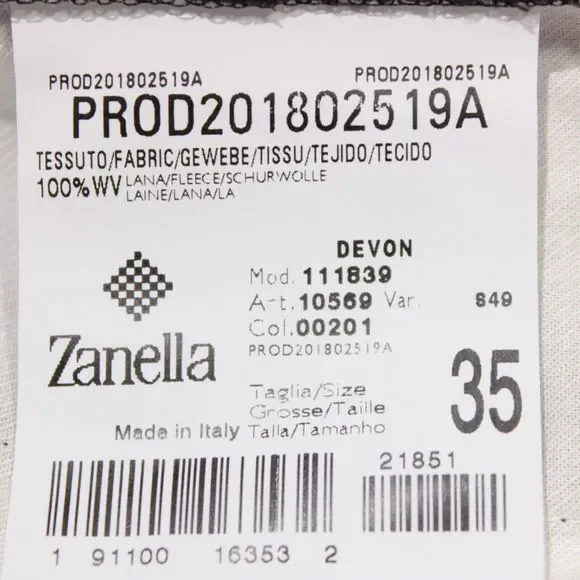 PROD201802519A PROD201802519A
PROD201802519A
TESSUTO/FABRIC/GEWEBE/TISSU/TEJIDO/TECIDO
100%WV LANA/FLEECE/SCHURWOLLE
LAINE/LANA/LA
DEVON
Mod. 111839
Art. 10569 Var. 849
Col. 00201
PROD201802519A
Zanella
Taglia/Size
Grosse/Taille
Talla/Tamanho
35
Made in Italy
21851
1 91100 16353 2